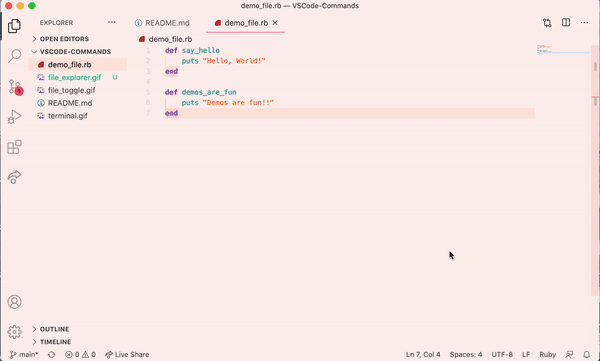 demo_file.rb — VSCode-Commands
EXPLORER
README.md
demo_file.rb
OPEN EDITORS
VSCODE-COMMANDS
demo_file.rb
file_explorer.gif U
file_toggle.gif
README.md
terminal.gif
demo_file.rb
1 def say_hello
2 puts "Hello, World!"
3 end
4
5 def demos_are_fun
6 puts "Demos are fun!!"
7 end
1
OUTLINE
TIMELINE
main* 0 0 Live Share Ln 7, Col 4 Spaces: 4 UTF-8 LF Ruby